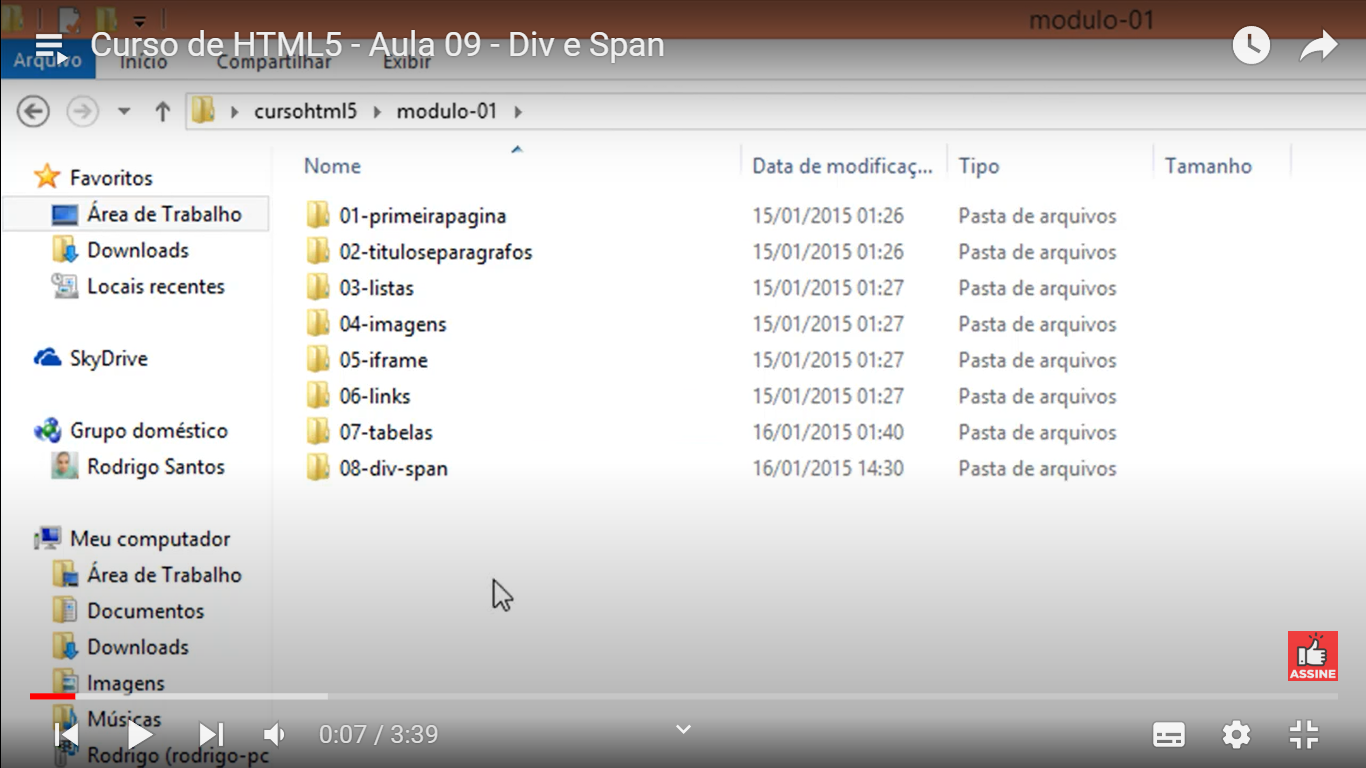 modulo-01
Curso de HTML5 - Aula 09 - Div e Span
Arquivo Início Compartilhar Exibir
cursohtml5 modulo-01
Nome Data de modificaç... Tipo Tamanho
Favoritos
Área de Trabalho
Downloads
Locais recentes
SkyDrive
Grupo doméstico
Rodrigo Santos
Meu computador
Área de Trabalho
Documentos
Downloads
Imagens
Músicas
Rodrigo (rodrigo-pc
01-primeirapagina 15/01/2015 01:26 Pasta de arquivos
02-tituloseparagrafos 15/01/2015 01:26 Pasta de arquivos
03-listas 15/01/2015 01:27 Pasta de arquivos
04-imagens 15/01/2015 01:27 Pasta de arquivos
05-iframe 15/01/2015 01:27 Pasta de arquivos
06-links 15/01/2015 01:27 Pasta de arquivos
07-tabelas 16/01/2015 01:40 Pasta de arquivos
08-div-span 16/01/2015 14:30 Pasta de arquivos
ASSINE
0:07 / 3:39